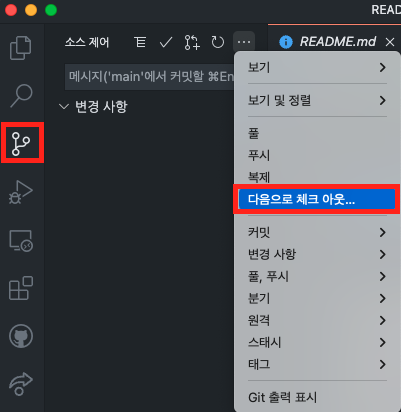 READ
소스 제어
README.md
메시지('main'에서 커밋할 ⌘En
변경 사항
보기
보기 및 정렬
풀
푸시
복제
다음으로 체크 아웃...
커밋
변경 사항
풀, 푸시
분기
원격
스태시
태그
Git 출력 표시